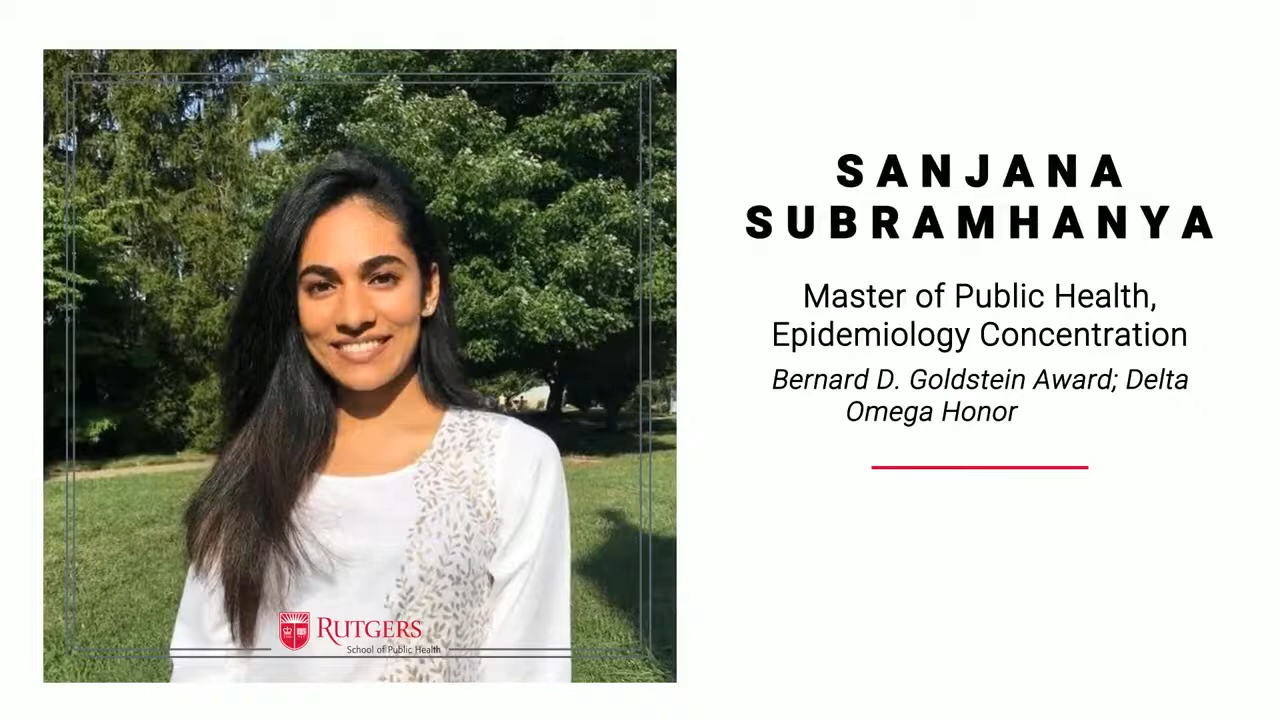 SANJANA
SUBRAMHANYA
Master of Public Health,
Epidemiology Concentration
Bernard D. Goldstein Award; Delta
Omega Honor
RUTGERS
School of Public Health